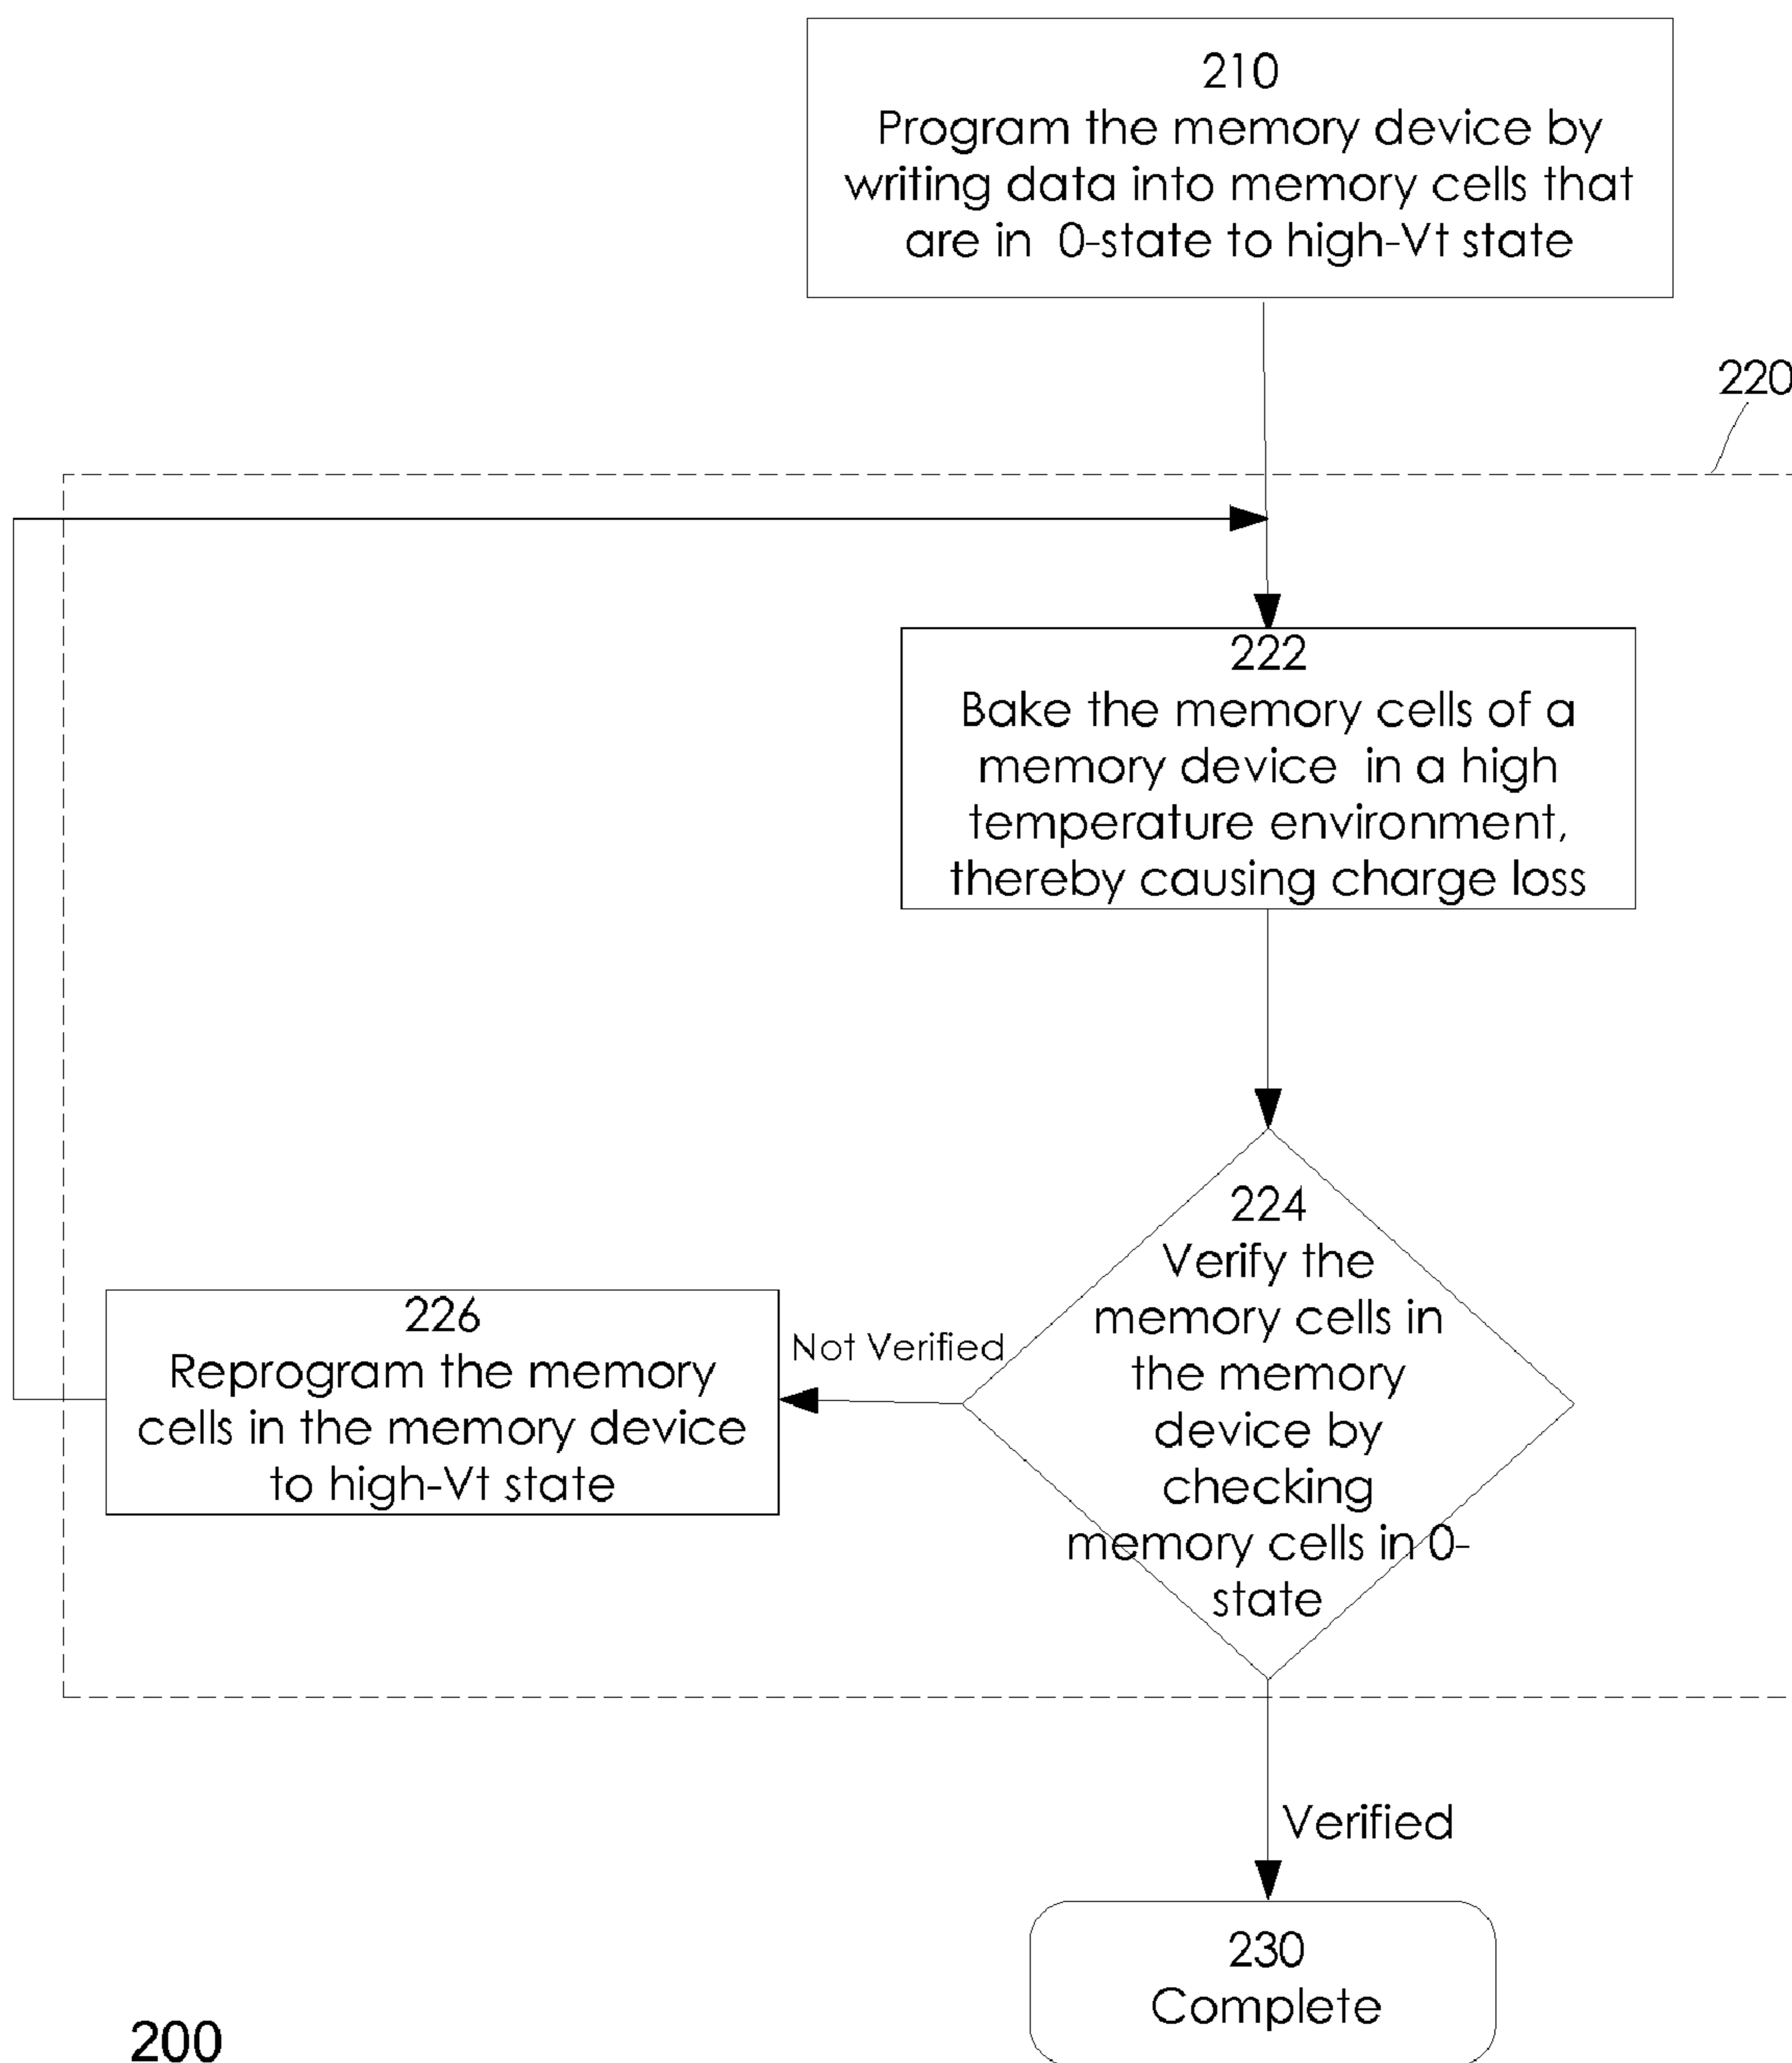 210
Program the memory device by
writing data into memory cells that
are in 0-state to high-Vt state
220
222
Bake the memory cells of a
memory device in a high
temperature environment,
thereby causing charge loss
224
Verify the
memory cells in
the memory
device by
checking
memory cells in 0-
state
Not Verified
226
Reprogram the memory
cells in the memory device
to high-Vt state
Verified
230
Complete
200